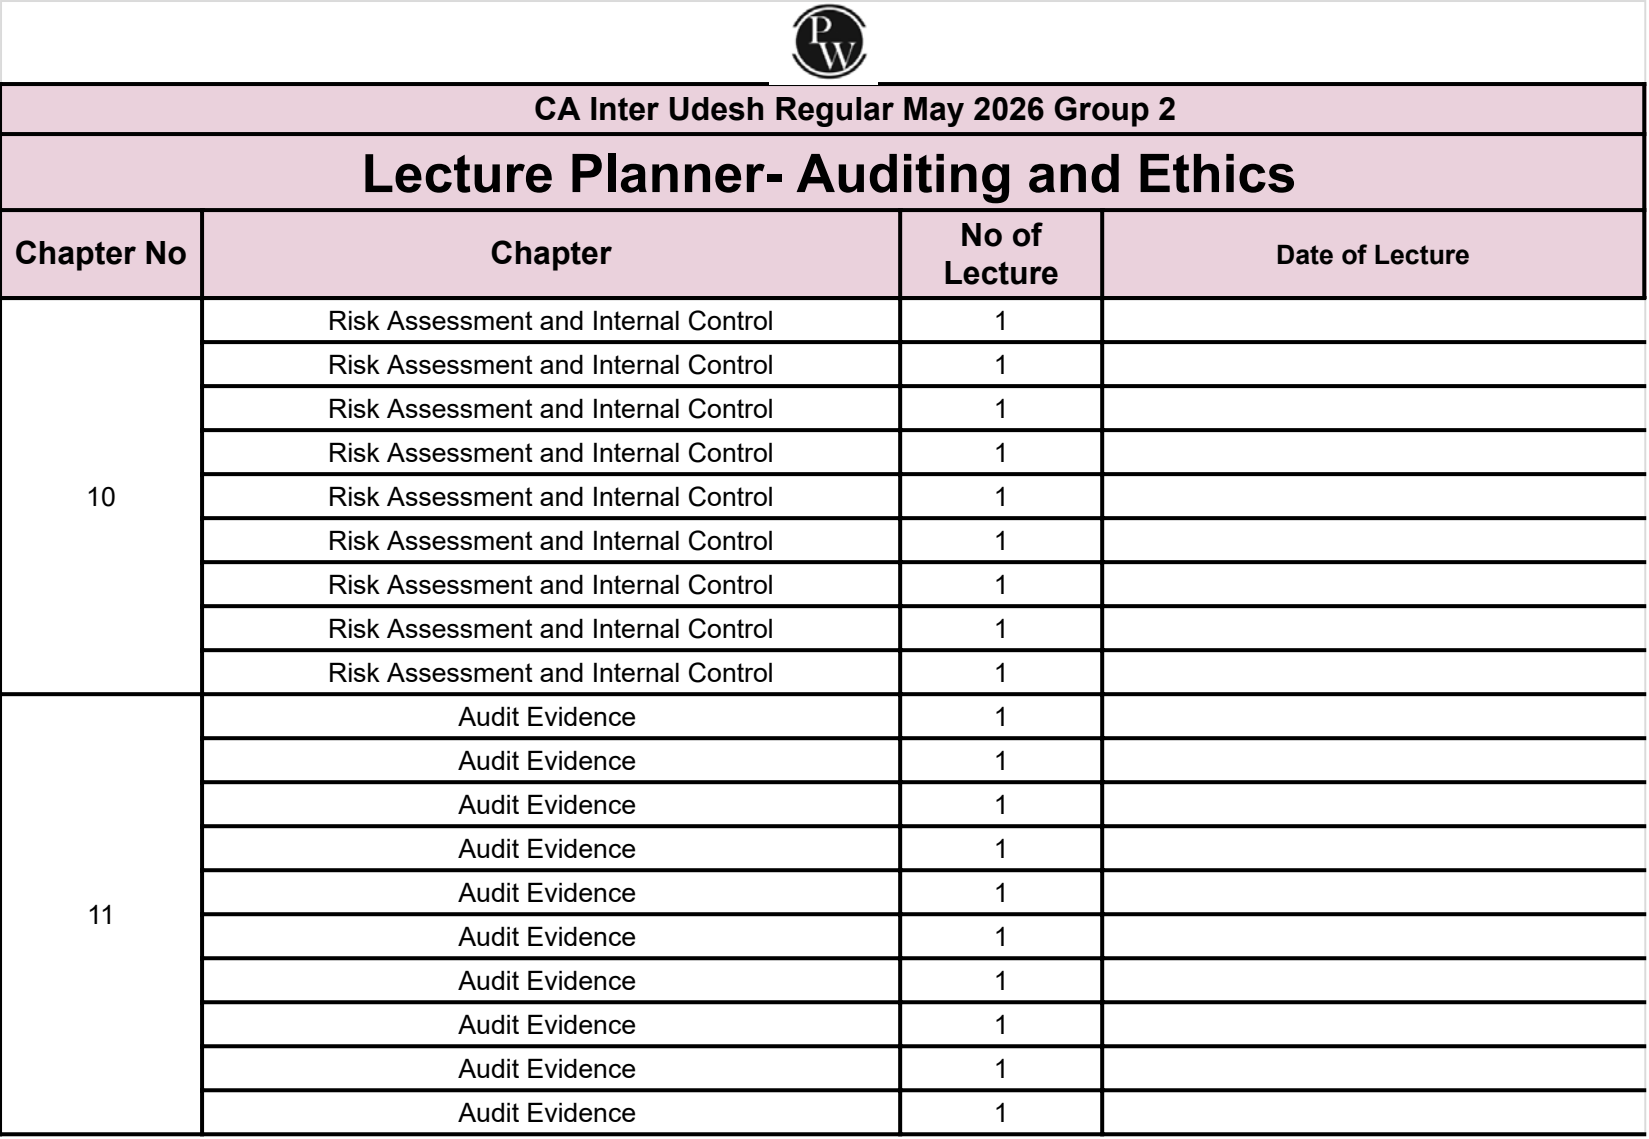 PW
CA Inter Udesh Regular May 2026 Group 2
Lecture Planner- Auditing and Ethics
Chapter No Chapter No of Lecture Date of Lecture
10
Risk Assessment and Internal Control 1
Risk Assessment and Internal Control 1
Risk Assessment and Internal Control 1
Risk Assessment and Internal Control 1
Risk Assessment and Internal Control 1
Risk Assessment and Internal Control 1
Risk Assessment and Internal Control 1
Risk Assessment and Internal Control 1
Risk Assessment and Internal Control 1
11
Audit Evidence 1
Audit Evidence 1
Audit Evidence 1
Audit Evidence 1
Audit Evidence 1
Audit Evidence 1
Audit Evidence 1
Audit Evidence 1
Audit Evidence 1
Audit Evidence 1